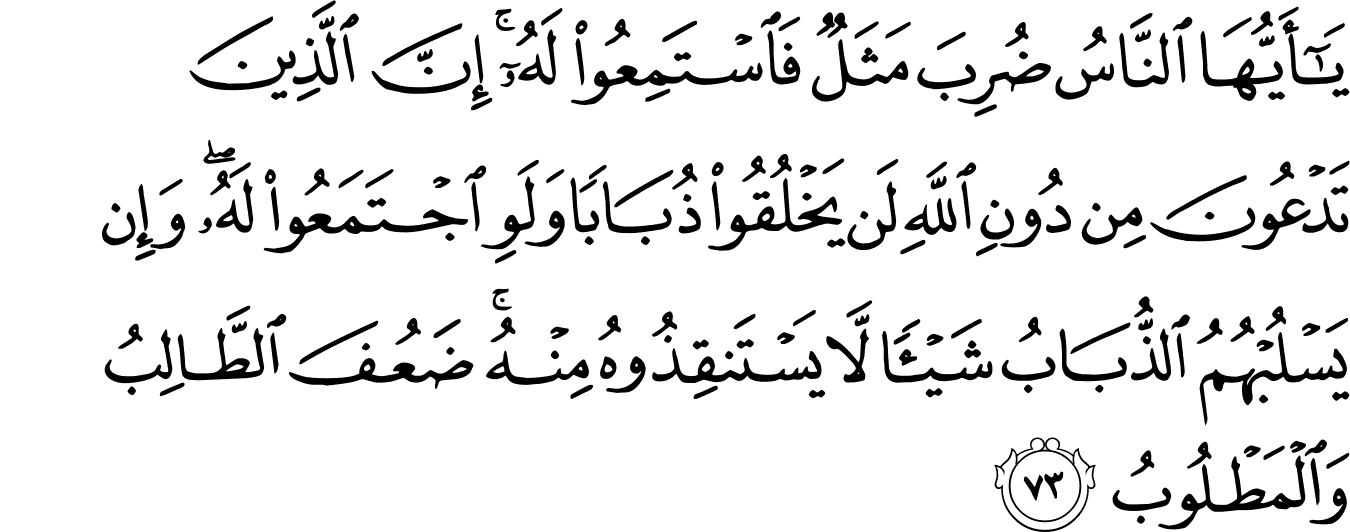 يَـٰٓأَيُّهَا ٱلنَّاسُ ضُرِبَ مَثَلٌ فَٱسْتَمِعُوا۟ لَهُۥٓ ۚ إِنَّ ٱلَّذِينَ
تَدْعُونَ مِن دُونِ ٱللَّهِ لَن يَخْلُقُوا۟ ذُبَابًا وَلَوِ ٱجْتَمَعُوا۟ لَهُۥ ۖ وَإِن
يَسْلُبْهُمُ ٱلذُّبَابُ شَيْـًٔا لَّا يَسْتَنقِذُوهُ مِنْهُ ۚ ضَعُفَ ٱلطَّالِبُ
وَٱلْمَطْلُوبُ ٧٣